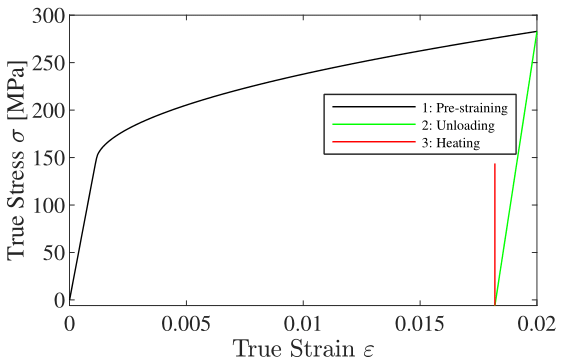 300
250
200
150
100
50
0
True Stress σ [MPa]
1: Pre-straining
2: Unloading
3: Heating
0 0.005 0.01 0.015 0.02
True Strain ε